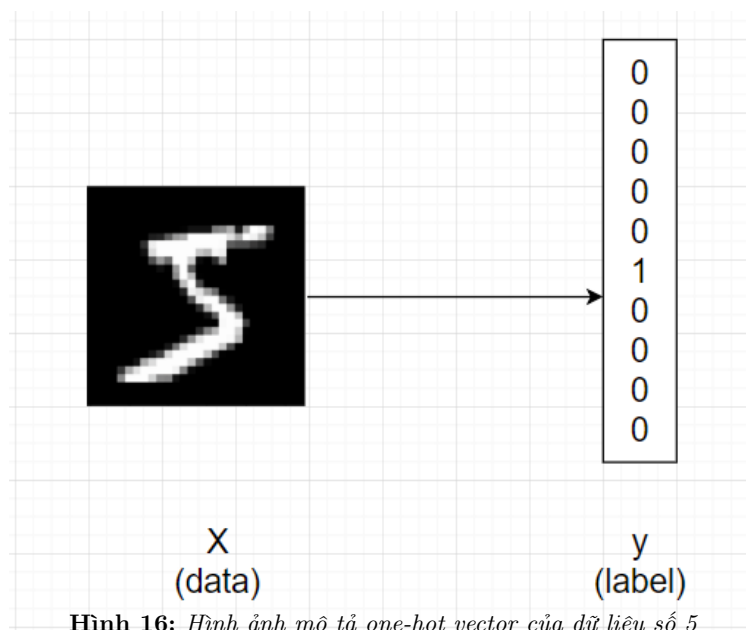 0
0
0
0
0
1
0
0
0
0
X
(data)
y
(label)
Hình 16: Hình ảnh mô tả one-hot vector của dữ liệu số 5